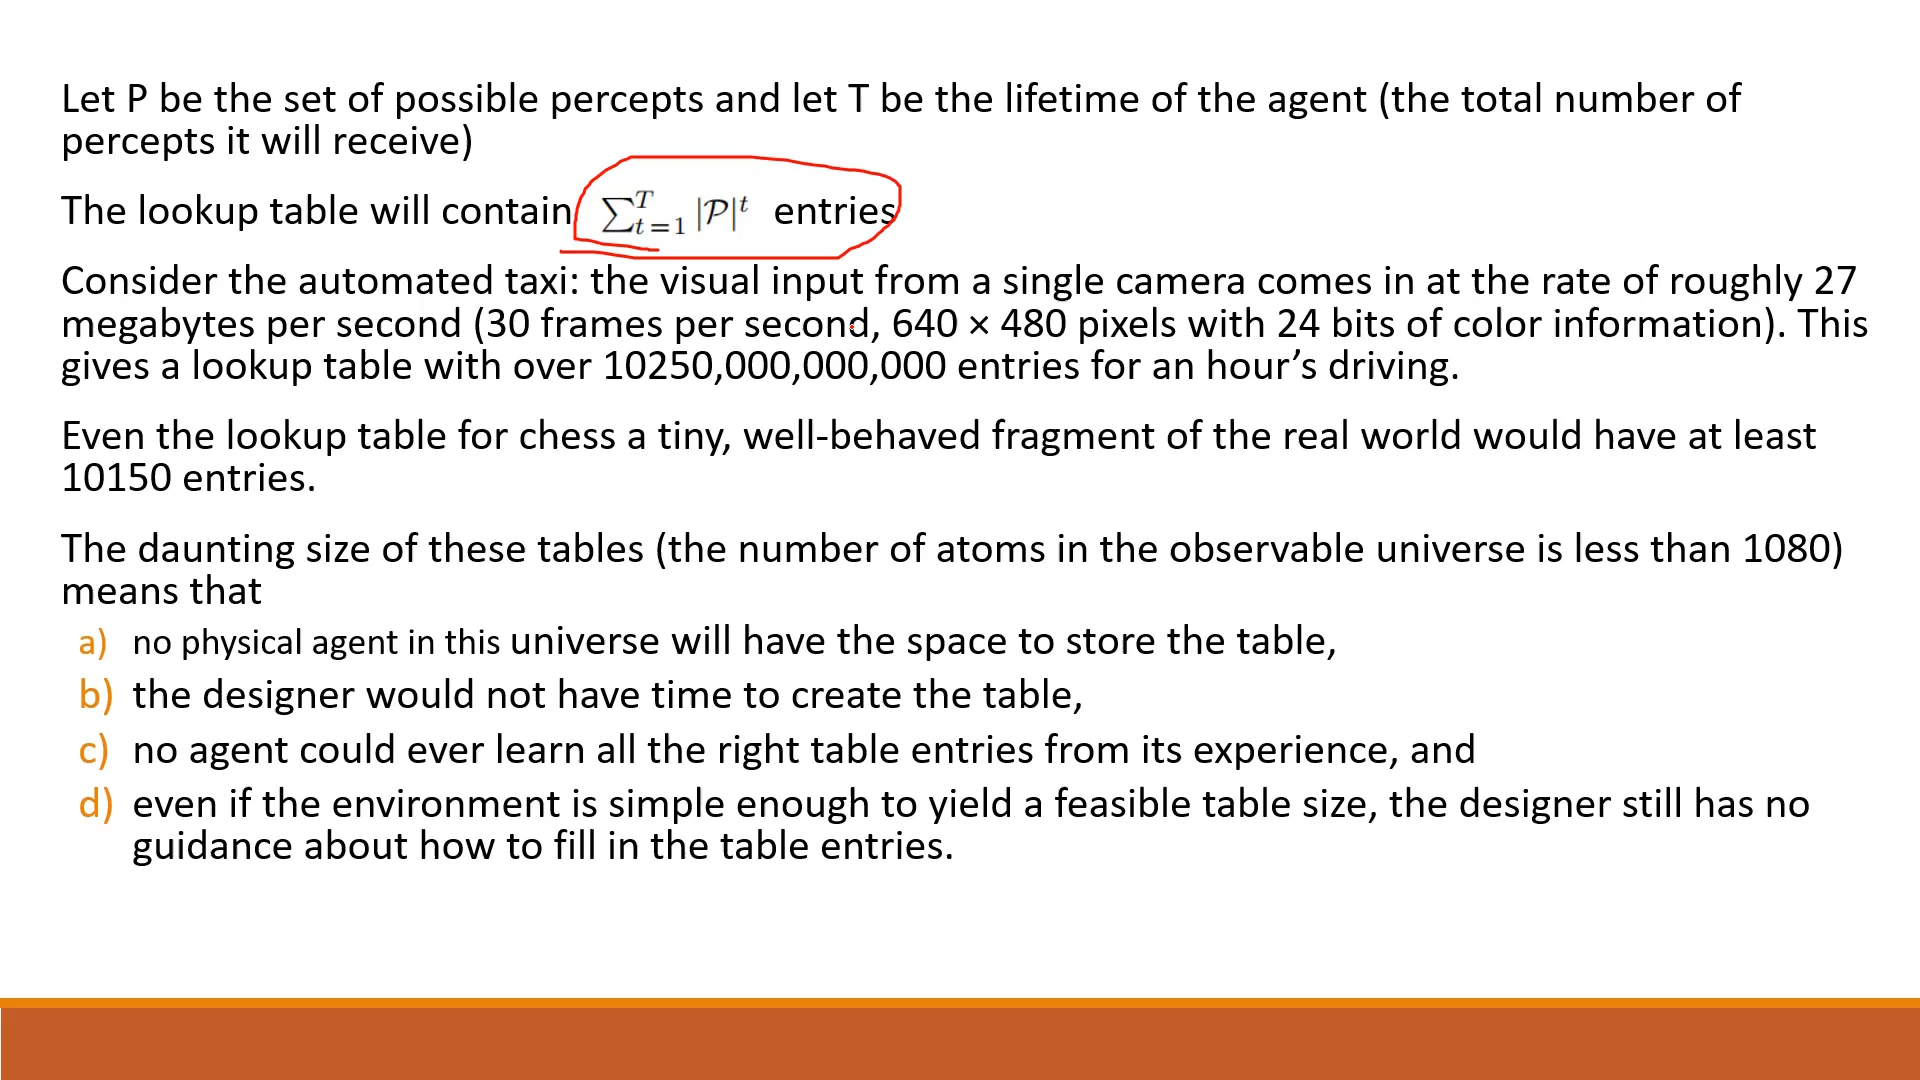 Let P be the set of possible percepts and let T be the lifetime of the agent (the total number of
percepts it will receive)
The lookup table will contain ∑ᵀₜ₌₁ |𝒫|ᵗ entries
Consider the automated taxi: the visual input from a single camera comes in at the rate of roughly 27
megabytes per second (30 frames per second, 640 × 480 pixels with 24 bits of color information). This
gives a lookup table with over 10250,000,000,000 entries for an hour’s driving.
Even the lookup table for chess a tiny, well-behaved fragment of the real world would have at least
10150 entries.
The daunting size of these tables (the number of atoms in the observable universe is less than 1080)
means that
a) no physical agent in this universe will have the space to store the table,
b) the designer would not have time to create the table,
c) no agent could ever learn all the right table entries from its experience, and
d) even if the environment is simple enough to yield a feasible table size, the designer still has no
guidance about how to fill in the table entries.